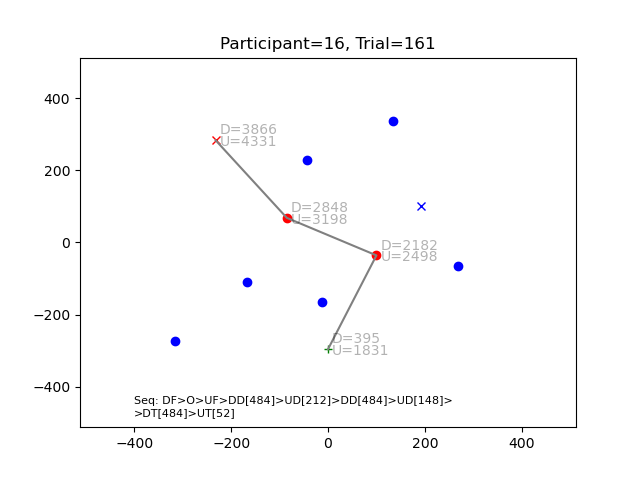 Participant=16, Trial=161
400
200
0
−200
−400
D=3866
U=4331
D=2848
U=3198
D=2182
U=2498
D=395
U=1831
Seq: DF>O>UF>DD[484]>UD[212]>DD[484]>UD[148]>
>DT[484]>UT[52]
−400 −200 0 200 400